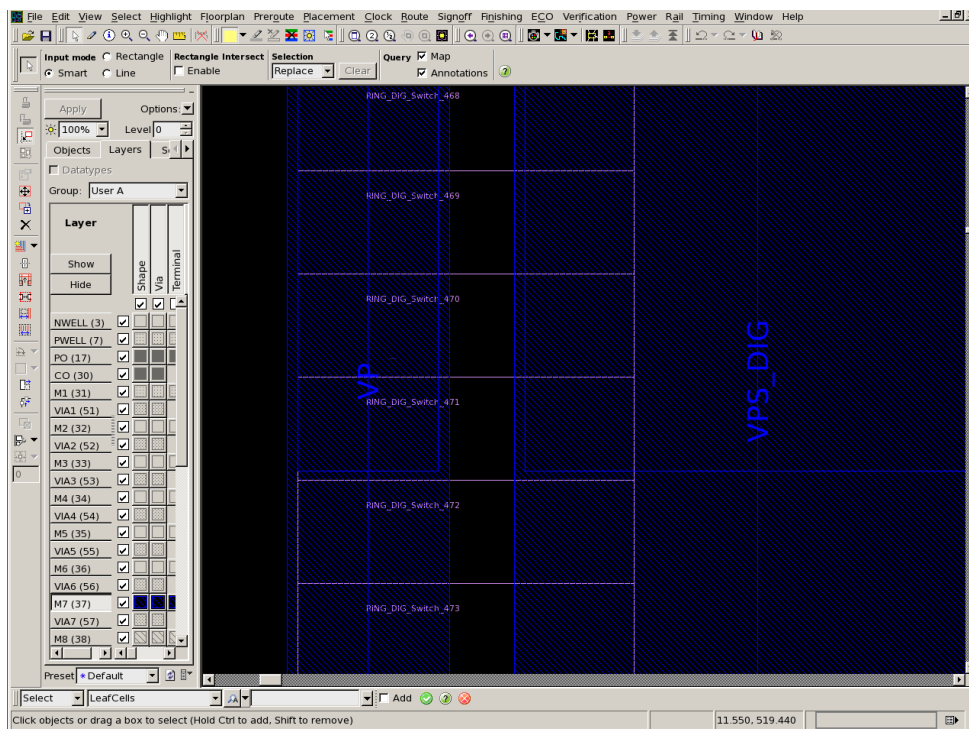 File Edit View Select Highlight Floorplan Preroute Placement Clock Route Signoff Finishing ECO Verification Power Rail Timing Window Help
Input mode Rectangle Rectangle Intersect Selection Query Map
Smart Line Enable Replace Clear Annotations
Apply Options:
100% Level 0
Objects Layers
Datatypes
Group: User A
Layer
Shape
Via
Terminal
Show
Hide
NWELL (3)
PWELL (7)
PO (17)
CO (30)
M1 (31)
VIA1 (51)
M2 (32)
VIA2 (52)
M3 (33)
VIA3 (53)
M4 (34)
VIA4 (54)
M5 (35)
VIA5 (55)
M6 (36)
VIA6 (56)
M7 (37)
VIA7 (57)
M8 (38)
Preset *Default
0
RING_DIG_Switch_468
RING_DIG_Switch_469
RING_DIG_Switch_470
VP
RING_DIG_Switch_471
VPS_DIG
RING_DIG_Switch_472
RING_DIG_Switch_473
Select LeafCells Add
Click objects or drag a box to select (Hold Ctrl to add, Shift to remove) 11.550, 519.440